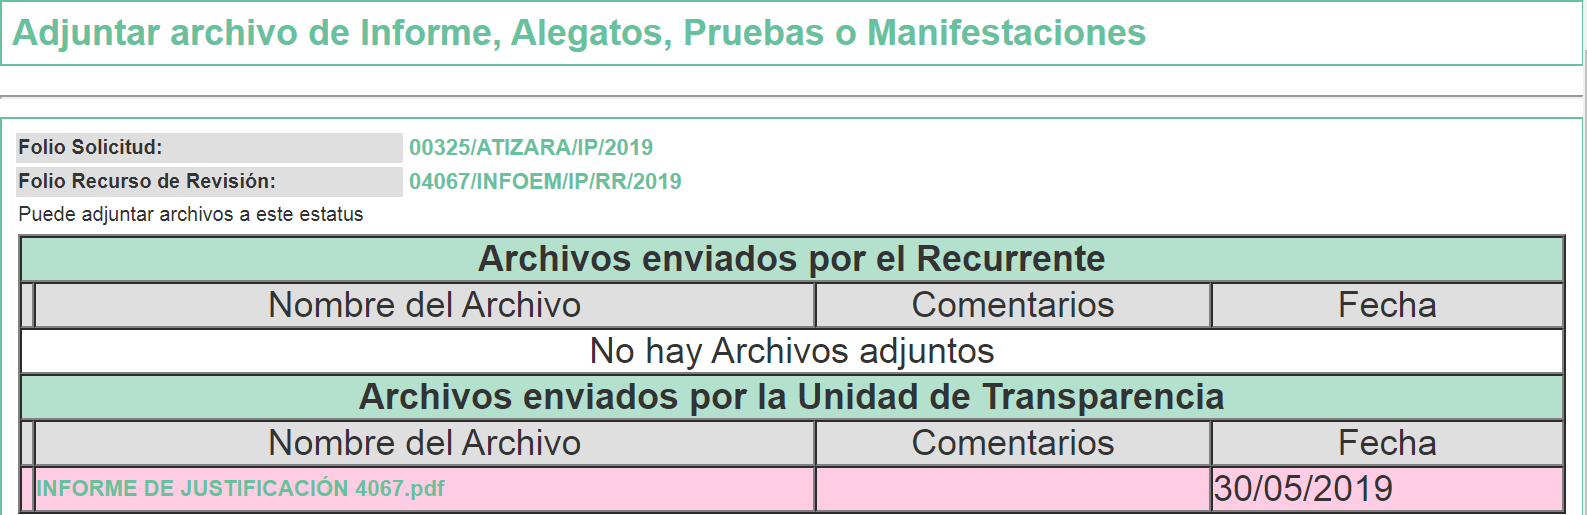 Adjuntar archivo de Informe, Alegatos, Pruebas o Manifestaciones
Folio Solicitud: 00325/ATIZARA/IP/2019
Folio Recurso de Revisión: 04067/INFOEM/IP/RR/2019
Puede adjuntar archivos a este estatus
Archivos enviados por el Recurrente
Nombre del Archivo Comentarios Fecha
No hay Archivos adjuntos
Archivos enviados por la Unidad de Transparencia
Nombre del Archivo Comentarios Fecha
INFORME DE JUSTIFICACIÓN 4067.pdf 30/05/2019